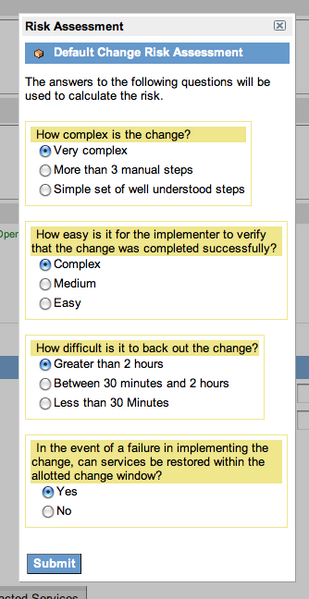 Risk Assessment
Default Change Risk Assessment
The answers to the following questions will be
used to calculate the risk.
How complex is the change?
Very complex
More than 3 manual steps
Simple set of well understood steps
Oper
How easy is it for the implementer to verify
that the change was completed successfully?
Complex
Medium
Easy
How difficult is it to back out the change?
Greater than 2 hours
Between 30 minutes and 2 hours
Less than 30 Minutes
In the event of a failure in implementing the
change, can services be restored within the
allotted change window?
Yes
No
Submit
acted Services